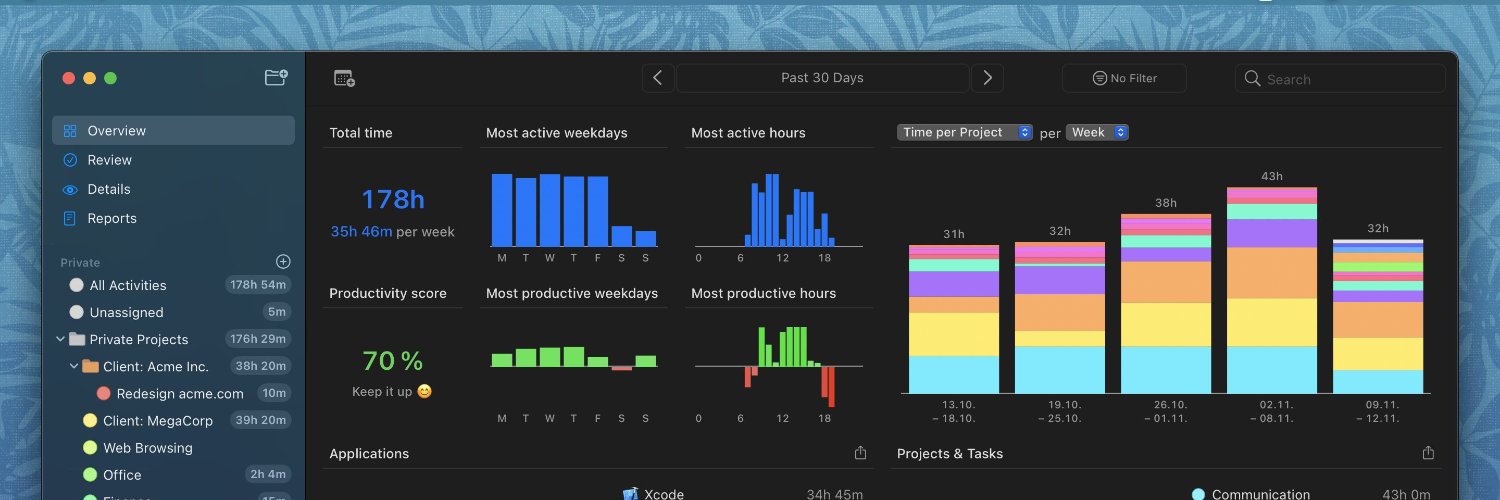 Past 30 Days
No Filter
Search
Overview
Review
Details
Reports
Private
All Activities 178h 54m
Unassigned 5m
Private Projects 176h 29m
Client: Acme Inc. 38h 20m
Redesign acme.com 10m
Client: MegaCorp 39h 20m
Web Browsing
Office 2h 4m
Total time
178h
35h 46m per week
Most active weekdays
M T W T F S S
Most active hours
0 6 12 18
Productivity score
70 %
Keep it up 😊
Most productive weekdays
M T W T F S S
Most productive hours
0 6 12 18
Time per Project per Week
31h 32h 38h 43h 32h
13.10. 19.10. 26.10. 02.11. 09.11.
– 18.10. – 25.10. – 01.11. – 08.11. – 12.11.
Applications
Xcode 34h 45m
Projects & Tasks
Communication 43h 0m